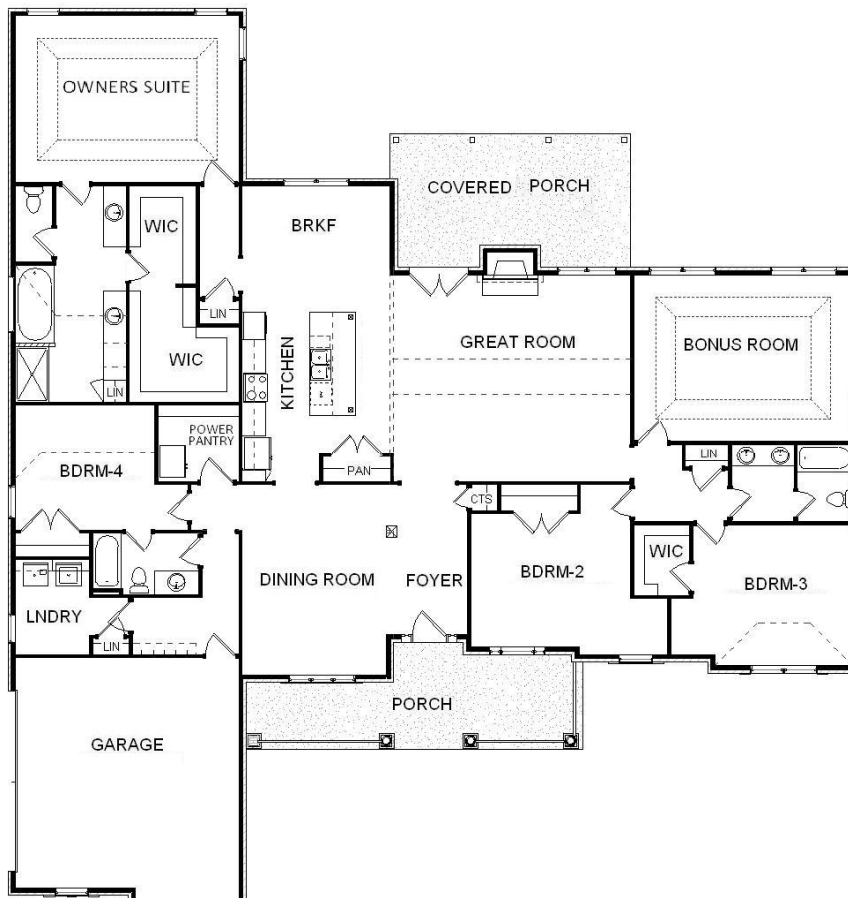 OWNERS SUITE
COVERED PORCH
WIC
BRKF
LIN
WIC
KITCHEN
GREAT ROOM
BONUS ROOM
LIN
POWER
PANTRY
BDRM-4
PAN
LIN
CTS
WIC
BDRM-2
BDRM-3
DINING ROOM
FOYER
LNDRY
LIN
PORCH
GARAGE